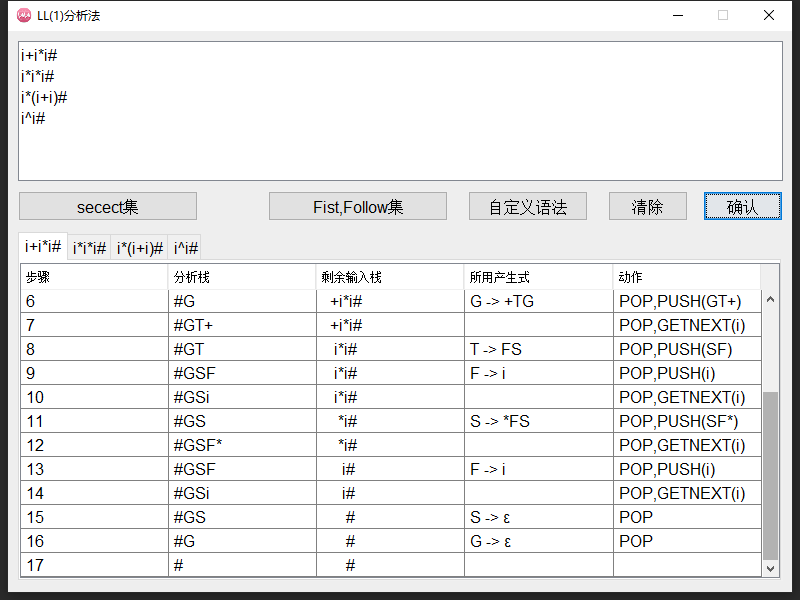 LL(1)分析法
i+i*i#
i*i*i#
i*(i+i)#
i^i#
secect集 Fist,Follow集 自定义语法 清除 确认
i+i*i# i*i*i# i*(i+i)# i^i#
步骤 分析栈 剩余输入栈 所用产生式 动作
6 #G +i*i# G -> +TG POP,PUSH(GT+)
7 #GT+ +i*i# POP,GETNEXT(i)
8 #GT i*i# T -> FS POP,PUSH(SF)
9 #GSF i*i# F -> i POP,PUSH(i)
10 #GSi i*i# POP,GETNEXT(i)
11 #GS *i# S -> *FS POP,PUSH(SF*)
12 #GSF* *i# POP,GETNEXT(i)
13 #GSF i# F -> i POP,PUSH(i)
14 #GSi i# POP,GETNEXT(i)
15 #GS # S -> ε POP
16 #G # G -> ε POP
17 # #